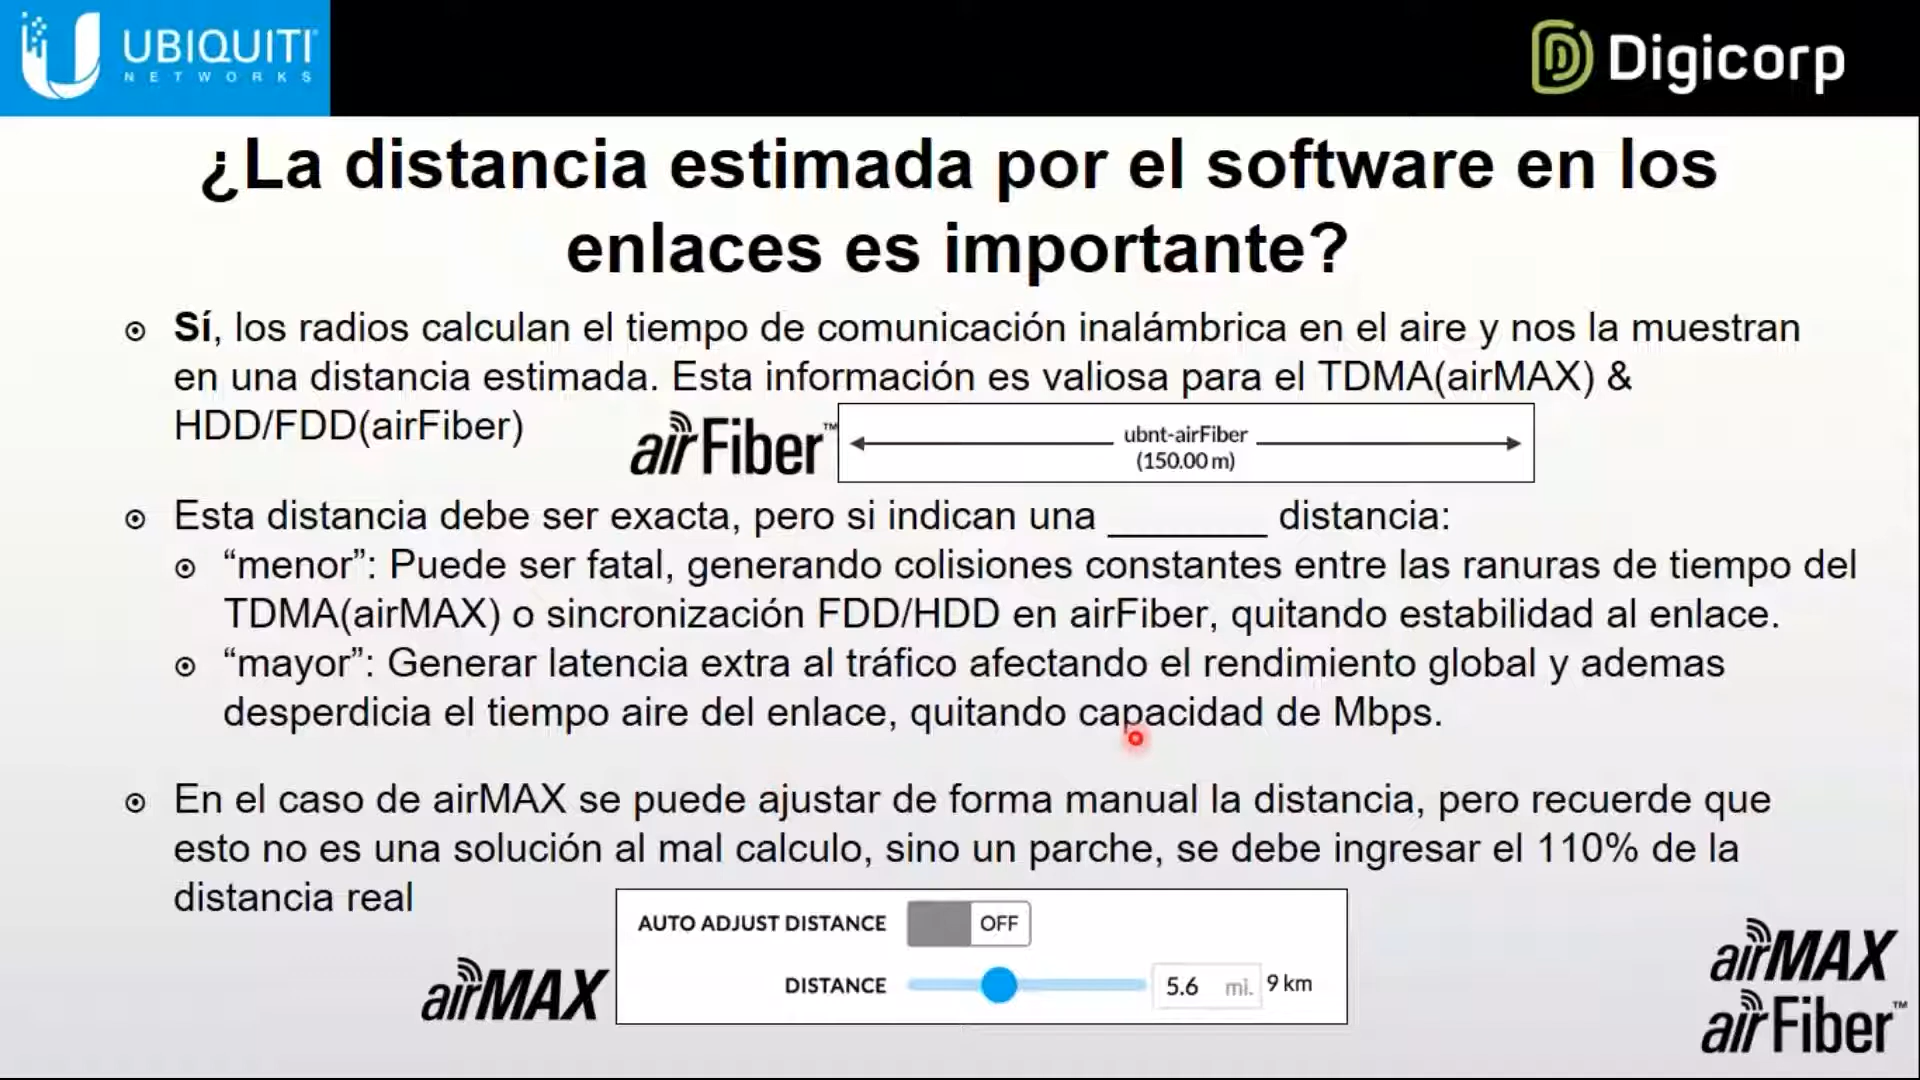 UBIQUITI
NETWORKS
Digicorp
¿La distancia estimada por el software en los
enlaces es importante?
Sí, los radios calculan el tiempo de comunicación inalámbrica en el aire y nos la muestran
en una distancia estimada. Esta información es valiosa para el TDMA(airMAX) &
HDD/FDD(airFiber)
airFiber™
ubnt-airFiber
(150.00 m)
Esta distancia debe ser exacta, pero si indican una ________ distancia:
“menor”: Puede ser fatal, generando colisiones constantes entre las ranuras de tiempo del
TDMA(airMAX) o sincronización FDD/HDD en airFiber, quitando estabilidad al enlace.
“mayor”: Generar latencia extra al tráfico afectando el rendimiento global y ademas
desperdicia el tiempo aire del enlace, quitando capacidad de Mbps.
En el caso de airMAX se puede ajustar de forma manual la distancia, pero recuerde que
esto no es una solución al mal calculo, sino un parche, se debe ingresar el 110% de la
distancia real
AUTO ADJUST DISTANCE OFF
DISTANCE 5.6 mi. 9 km
airMAX
airMAX
airFiber™